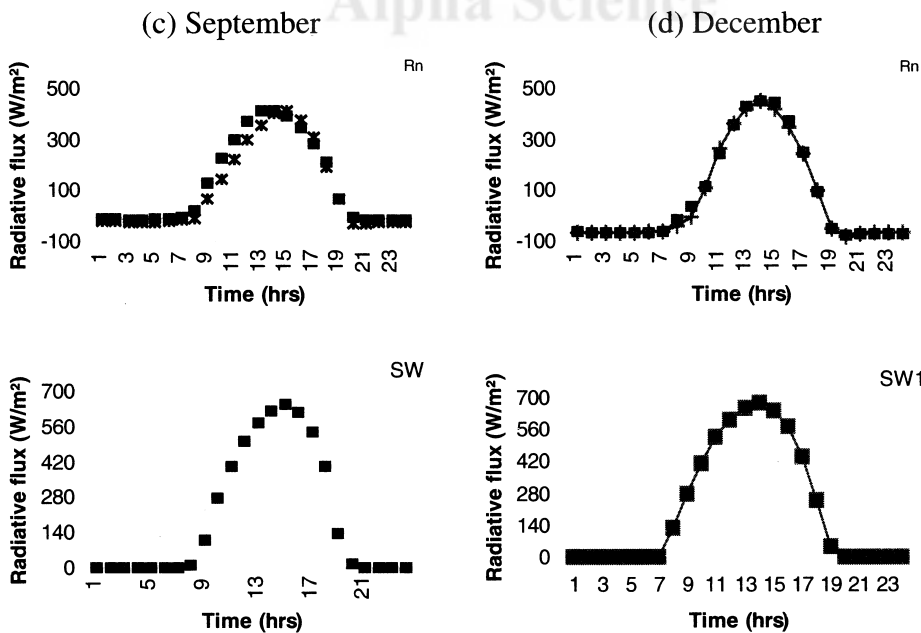 Alpha Science
(c) September
(d) December
Rn
Radiative flux (W/m²)
500
300
100
-100
1 3 5 7 9 11 13 15 17 19 21 23
Time (hrs)
Rn
Radiative flux (W/m²)
500
300
100
-100
1 3 5 7 9 11 13 15 17 19 21 23
Time (hrs)
SW
Radiative flux (W/m²)
700
560
420
280
140
0
1 5 9 13 17 21
Time (hrs)
SW1
Radiative flux (W/m²)
700
560
420
280
140
0
1 3 5 7 9 11 13 15 17 19 21 23
Time (hrs)